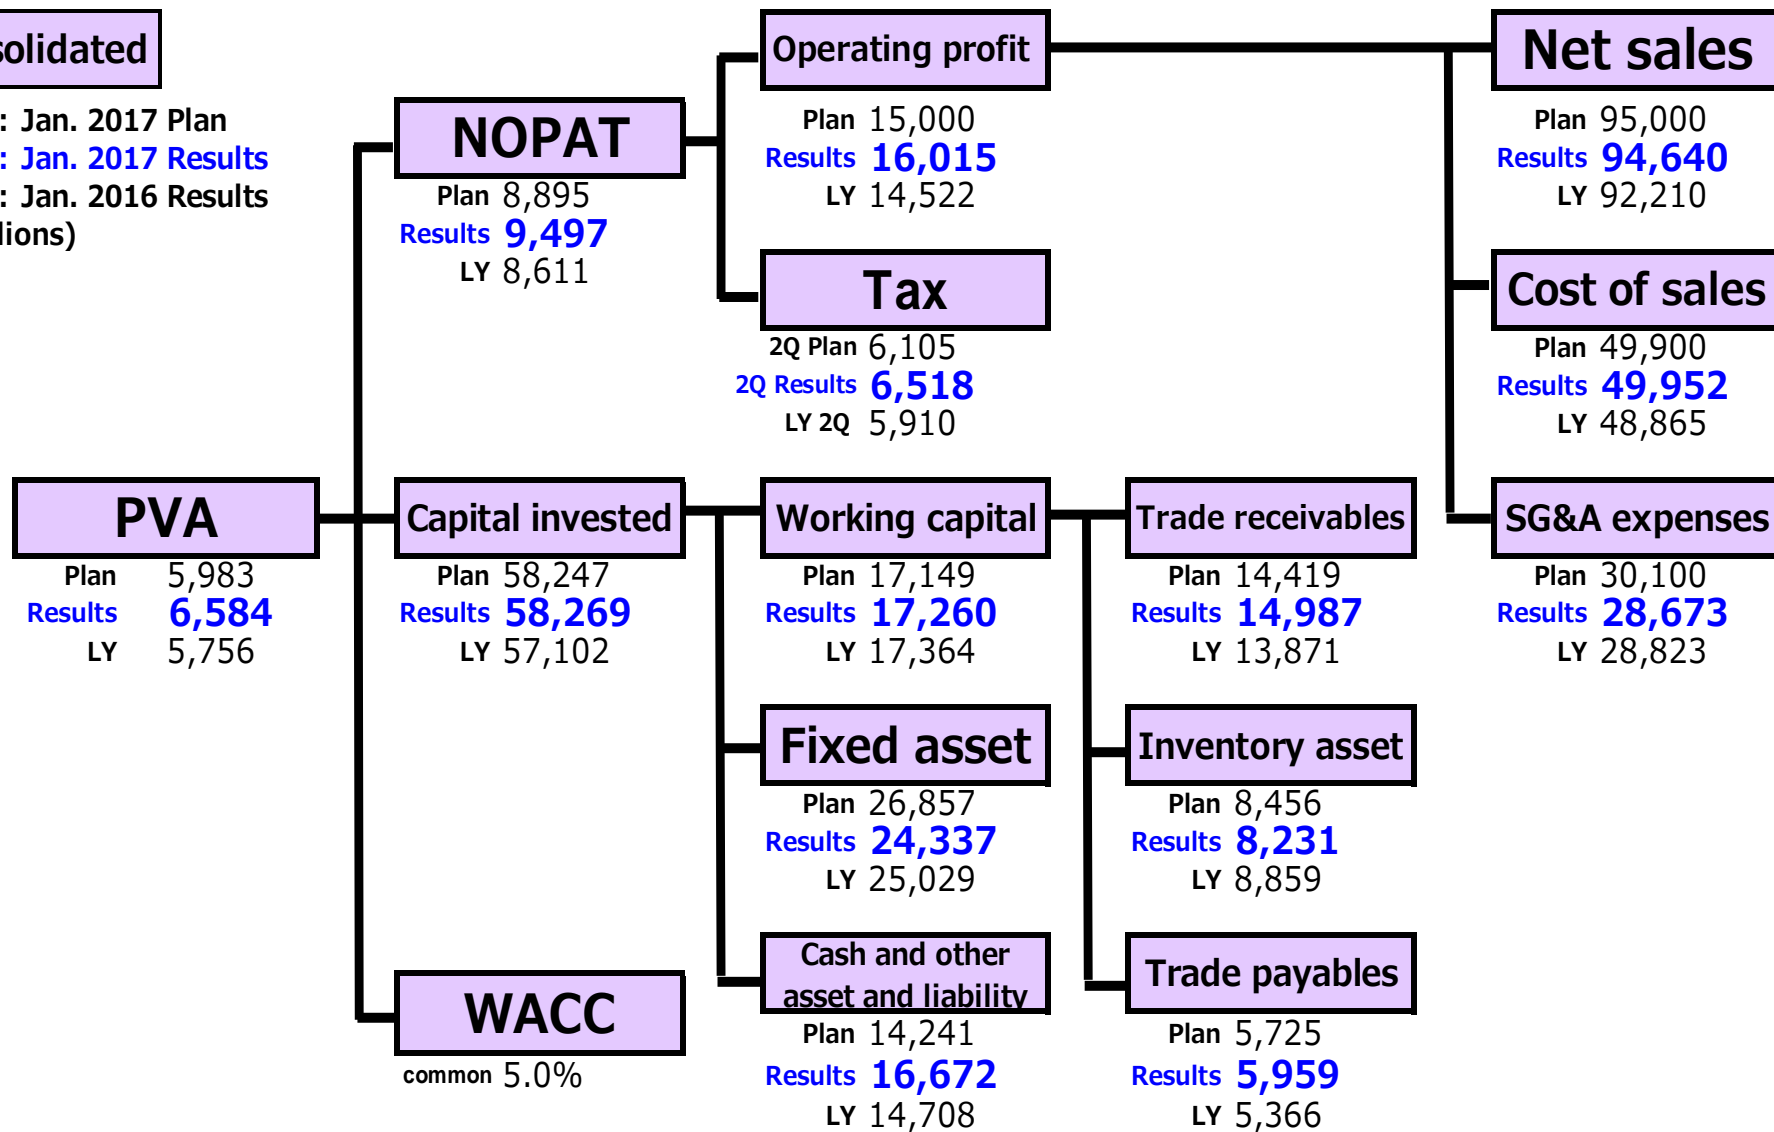 solidated
: Jan. 2017 Plan
: Jan. 2017 Results
: Jan. 2016 Results
lions)
NOPAT
Plan 8,895
Results 9,497
LY 8,611
Operating profit
Plan 15,000
Results 16,015
LY 14,522
Tax
2Q Plan 6,105
2Q Results 6,518
LY 2Q 5,910
Net sales
Plan 95,000
Results 94,640
LY 92,210
Cost of sales
Plan 49,900
Results 49,952
LY 48,865
SG&A expenses
Plan 30,100
Results 28,673
LY 28,823
PVA
Plan 5,983
Results 6,584
LY 5,756
Capital invested
Plan 58,247
Results 58,269
LY 57,102
Working capital
Plan 17,149
Results 17,260
LY 17,364
Trade receivables
Plan 14,419
Results 14,987
LY 13,871
Fixed asset
Plan 26,857
Results 24,337
LY 25,029
Inventory asset
Plan 8,456
Results 8,231
LY 8,859
Cash and other
asset and liability
Plan 14,241
Results 16,672
LY 14,708
Trade payables
Plan 5,725
Results 5,959
LY 5,366
WACC
common 5.0%